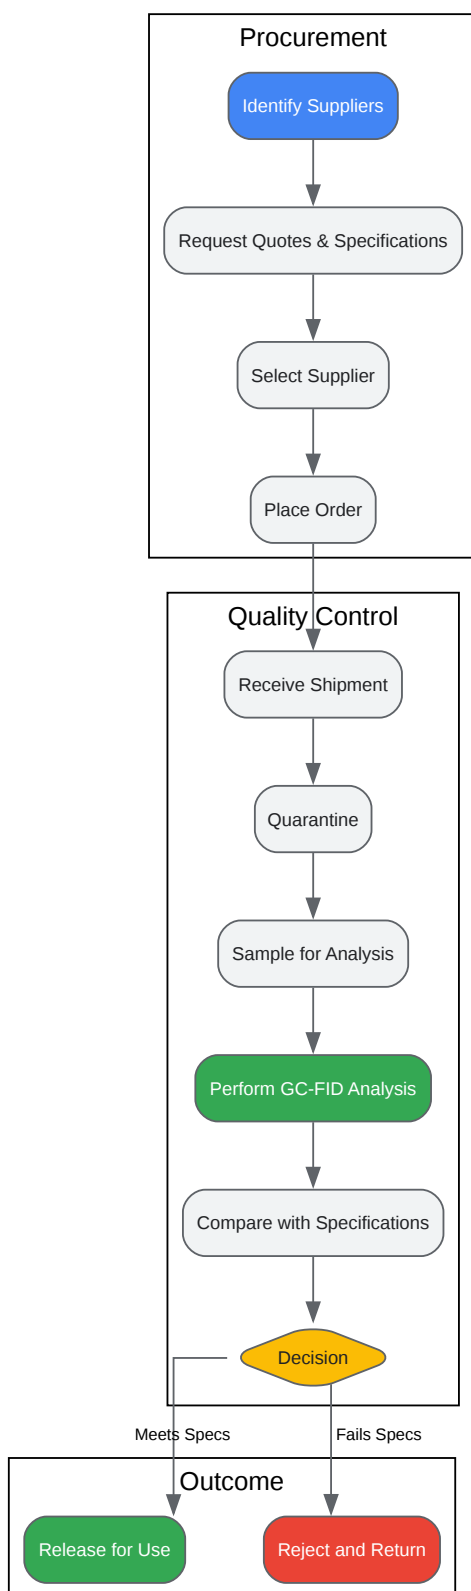 Procurement
Identify Suppliers
Request Quotes & Specifications
Select Supplier
Place Order
Quality Control
Receive Shipment
Quarantine
Sample for Analysis
Perform GC-FID Analysis
Compare with Specifications
Decision
Meets Specs
Fails Specs
Outcome
Release for Use
Reject and Return